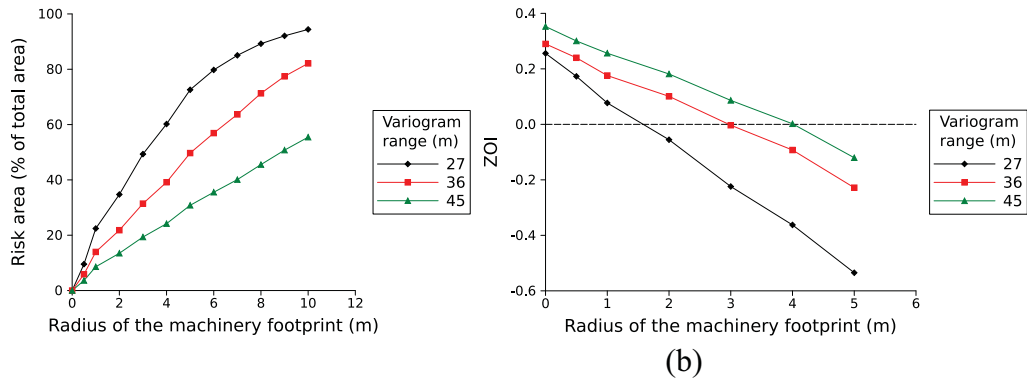 100
80
60
40
20
0
Risk area (% of total area)
0 2 4 6 8 10 12
Radius of the machinery footprint (m)
Variogram
range (m)
27
36
45
0.4
0.2
0.0
-0.2
-0.4
-0.6
ZOI
0 1 2 3 4 5 6
Radius of the machinery footprint (m)
Variogram
range (m)
27
36
45
(b)